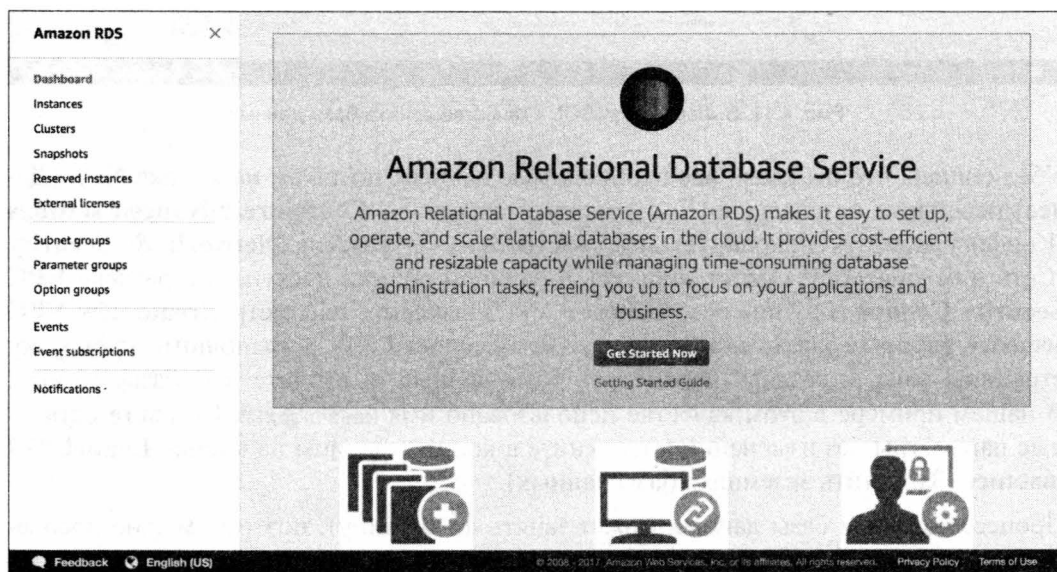 Amazon RDS
Dashboard
Instances
Clusters
Snapshots
Reserved instances
External licenses
Subnet groups
Parameter groups
Option groups
Events
Event subscriptions
Notifications
Amazon Relational Database Service
Amazon Relational Database Service (Amazon RDS) makes it easy to set up,
operate, and scale relational databases in the cloud. It provides cost-efficient
and resizable capacity while managing time-consuming database
administration tasks, freeing you up to focus on your applications and
business.
Get Started Now
Getting Started Guide
Feedback English (US) © 2008 - 2017, Amazon Web Services, Inc. or its affiliates. All rights reserved. Privacy Policy Terms of Use